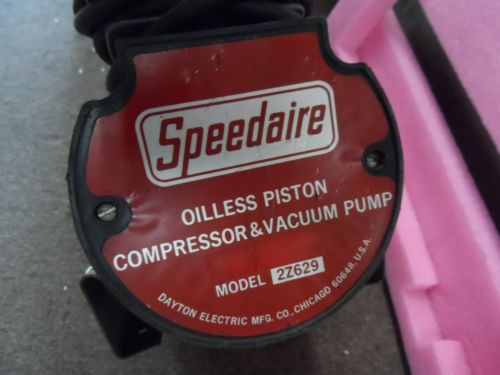 Speedaire
OILLESS PISTON
COMPRESSOR & VACUUM PUMP
MODEL 2Z629
DAYTON ELECTRIC MFG. CO., CHICAGO 60648, U.S.A.